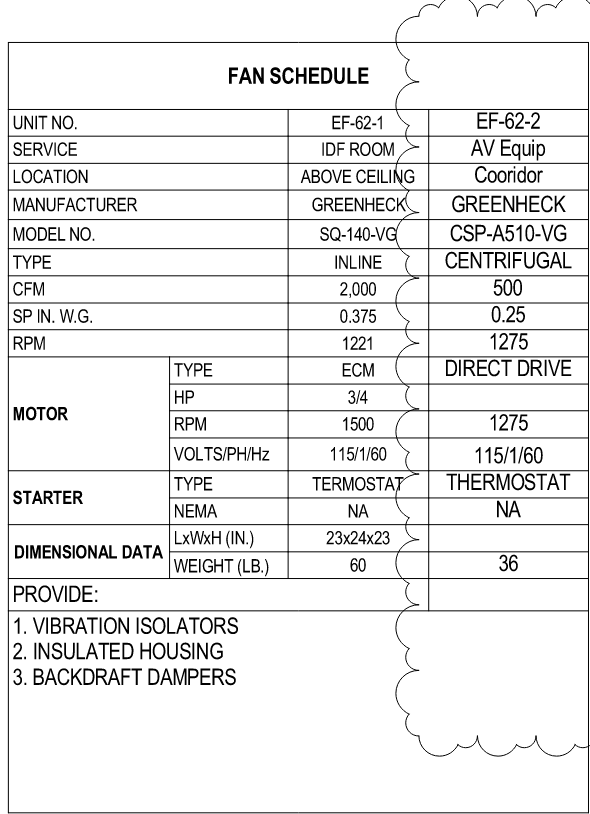 FAN SCHEDULE
UNIT NO. EF-62-1 EF-62-2
SERVICE IDF ROOM AV Equip
LOCATION ABOVE CEILING Cooridor
MANUFACTURER GREENHECK GREENHECK
MODEL NO. SQ-140-VG CSP-A510-VG
TYPE INLINE CENTRIFUGAL
CFM 2,000 500
SP IN. W.G. 0.375 0.25
RPM 1221 1275
MOTOR
TYPE ECM DIRECT DRIVE
HP 3/4
RPM 1500 1275
VOLTS/PH/Hz 115/1/60 115/1/60
STARTER
TYPE TERMOSTAT THERMOSTAT
NEMA NA NA
DIMENSIONAL DATA
LxWxH (IN.) 23x24x23
WEIGHT (LB.) 60 36
PROVIDE:
1. VIBRATION ISOLATORS
2. INSULATED HOUSING
3. BACKDRAFT DAMPERS